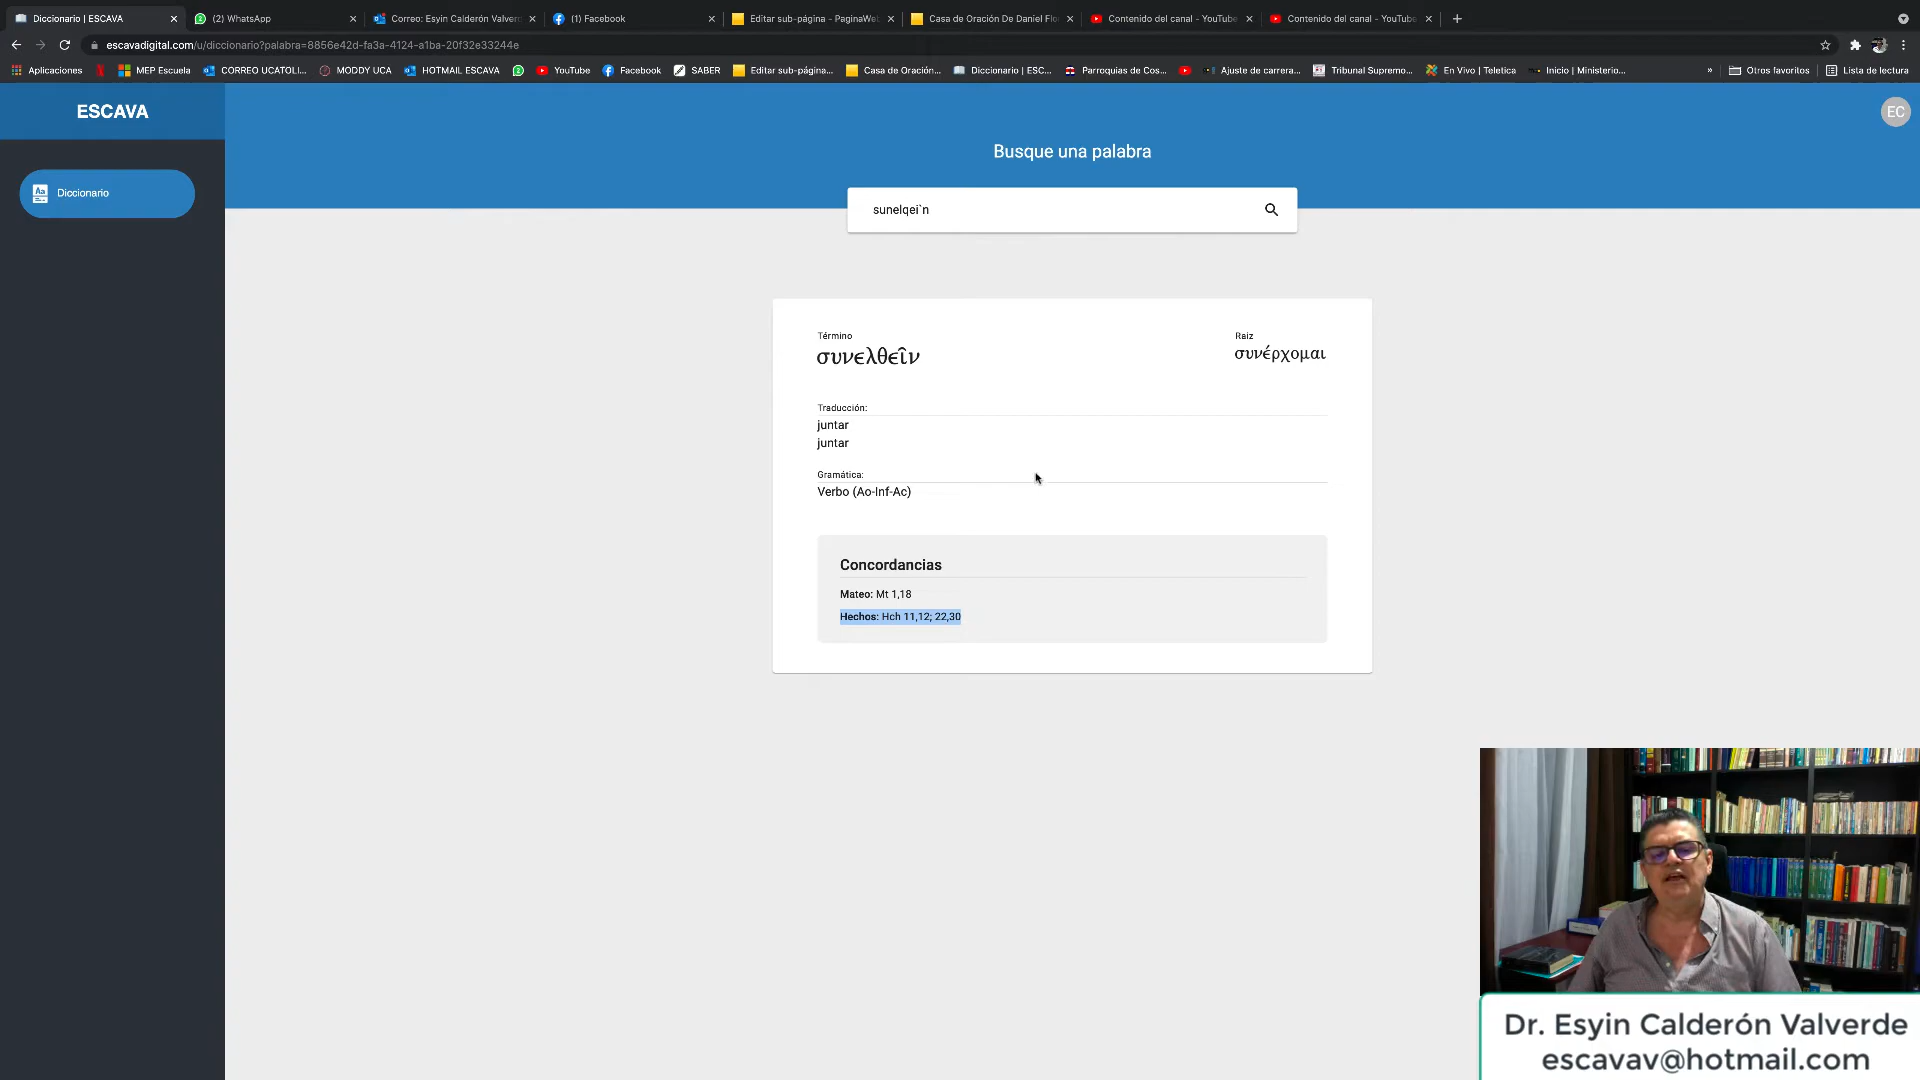 Diccionario | ESCAVA
(2) WhatsApp
Correo: Esyin Calderón Valverd
(1) Facebook
Editar sub-página - PaginaWeb
Casa de Oración De Daniel Flo
Contenido del canal - YouTube
Contenido del canal - YouTube
escavadigital.com/u/diccionario?palabra=8856e42d-fa3a-4124-a1ba-20f32e33244e
Aplicaciones
MEP Escuela
CORREO UCATOLI...
MODDY UCA
HOTMAIL ESCAVA
YouTube
Facebook
SABER
Editar sub-página...
Casa de Oración...
Diccionario | ESC...
Parroquias de Cos...
Ajuste de carrera...
Tribunal Supremo...
En Vivo | Teletica
Inicio | Ministerio...
»
Otros favoritos
Lista de lectura
ESCAVA
EC
Busque una palabra
Diccionario
sunelqei`n
Término
Raiz
συνελθεῖν
συνέρχομαι
Traducción:
juntar
juntar
Gramática:
Verbo (Ao-Inf-Ac)
Concordancias
Mateo: Mt 1,18
Hechos: Hch 11,12; 22,30
Dr. Esyin Calderón Valverde
escavav@hotmail.com